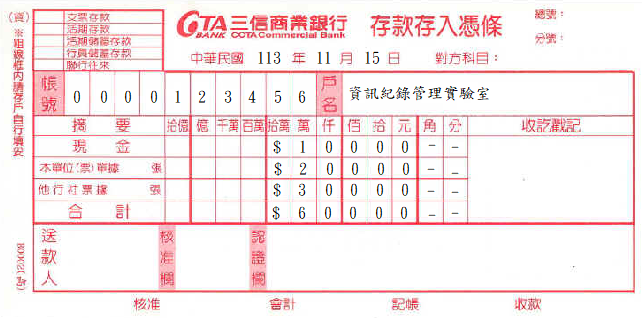 支票存款
活期存款
活期儲蓄存款
行員儲蓄存款
聯行往來
COTA BANK 三信商業銀行 COTA Commercial Bank
存款存入憑條
總號：
分號：
中華民國 113 年 11 月 15 日 對方科目：
(貸)※粗線框內請存戶自行填妥
帳號 0 0 0 0 1 2 3 4 5 6 戶名 資訊紀錄管理實驗室
摘要 拾億 億 千萬 百萬 拾萬 萬 仟 佰 拾 元 角 分 收訖戳記
現金 $ 1 0 0 0 0 - -
本單位(票)單據 張 $ 2 0 0 0 0 - -
他行社票據 張 $ 3 0 0 0 0 - -
合計 $ 6 0 0 0 0 - -
送款人 核准欄 認證欄
核准 會計 記帳 收款